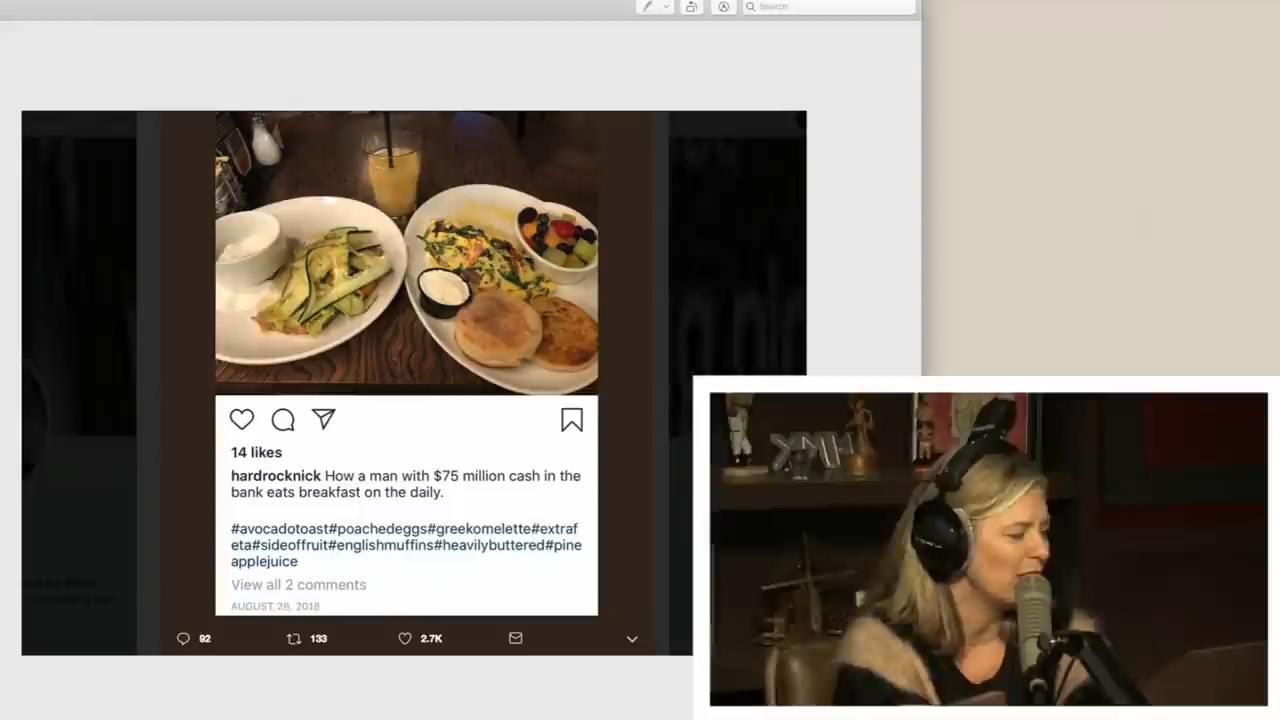 Search
14 likes
hardrocknick How a man with $75 million cash in the
bank eats breakfast on the daily.
#avocadotoast#poachedeggs#greekomelette#extraf
eta#sideoffruit#englishmuffins#heavilybuttered#pine
applejuice
View all 2 comments
AUGUST 28, 2018
92 133 2.7K